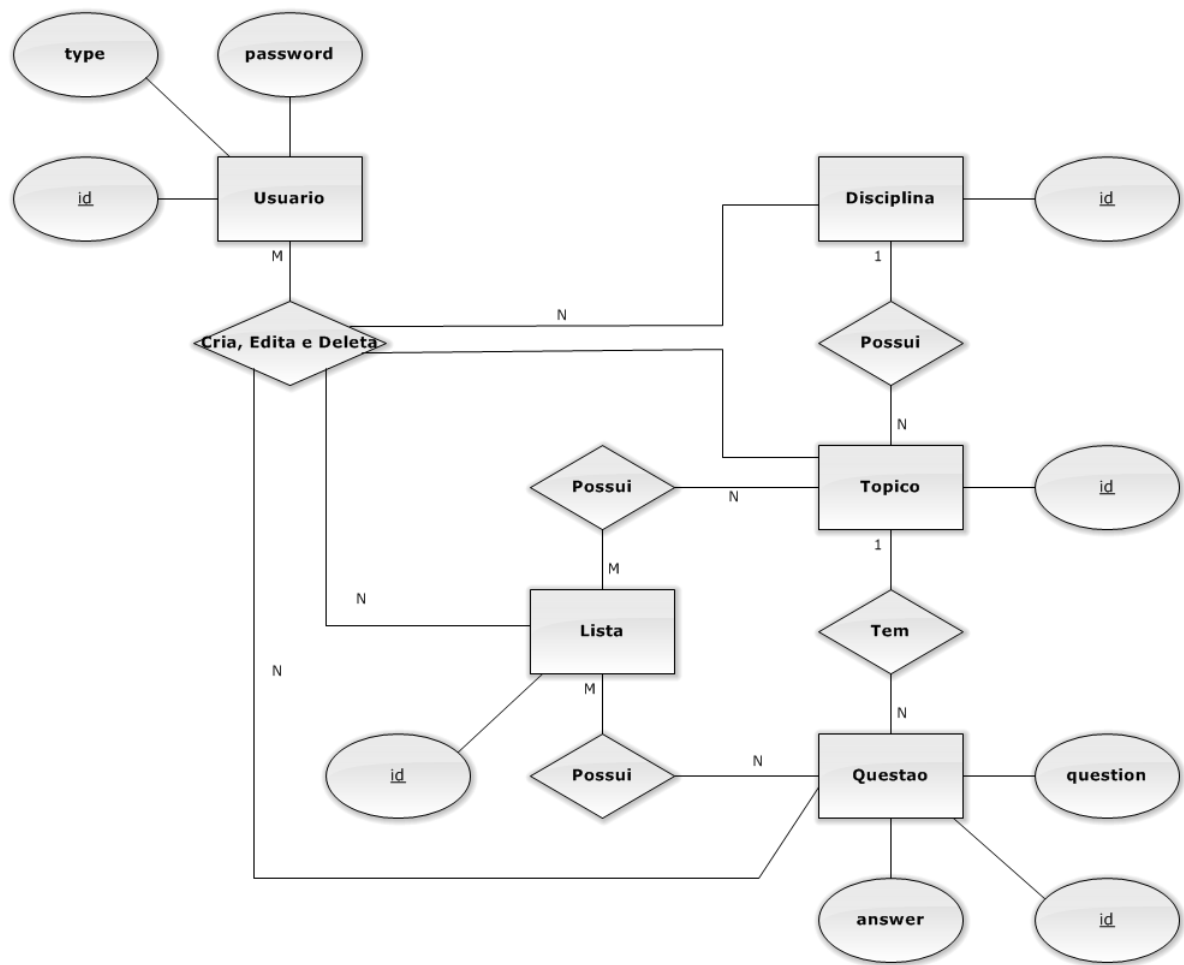 type
password
id
Usuario
Disciplina
id
M
1
N
Cria, Edita e Deleta
Possui
N
Possui
N
Topico
id
M
1
N
Lista
Tem
N
M
N
id
Possui
N
Questao
question
answer
id